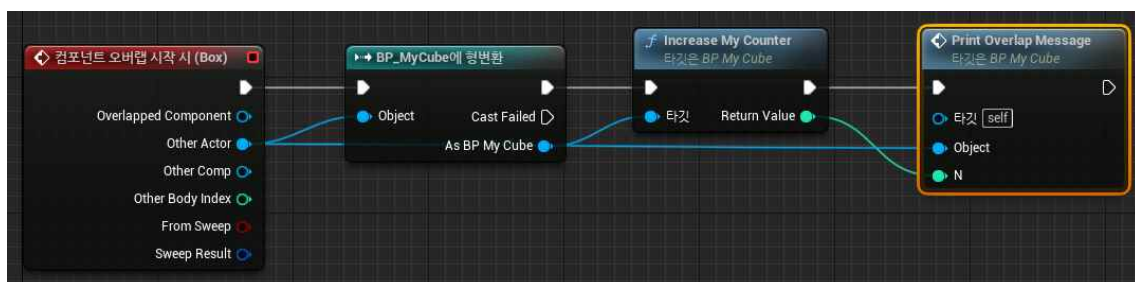 컴포넌트 오버랩 시작 시 (Box)
Overlapped Component
Other Actor
Other Comp
Other Body Index
From Sweep
Sweep Result
BP_MyCube에 형변환
Object
Cast Failed
As BP My Cube
f Increase My Counter
타깃은 BP My Cube
타깃
Return Value
Print Overlap Message
타깃은 BP My Cube
타깃 self
Object
N